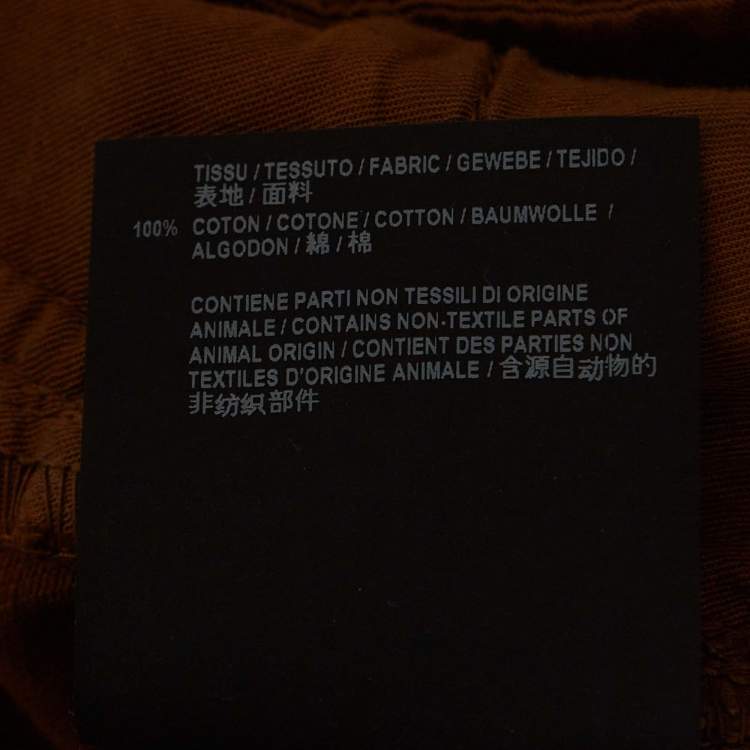 TISSU / TESSUTO / FABRIC / GEWEBE / TEJIDO /
表地 / 面料
100% COTON / COTONE / COTTON / BAUMWOLLE /
ALGODON / 綿 / 棉
CONTIENE PARTI NON TESSILI DI ORIGINE
ANIMALE / CONTAINS NON-TEXTILE PARTS OF
ANIMAL ORIGIN / CONTIENT DES PARTIES NON
TEXTILES D'ORIGINE ANIMALE / 含源自动物的
非纺织部件